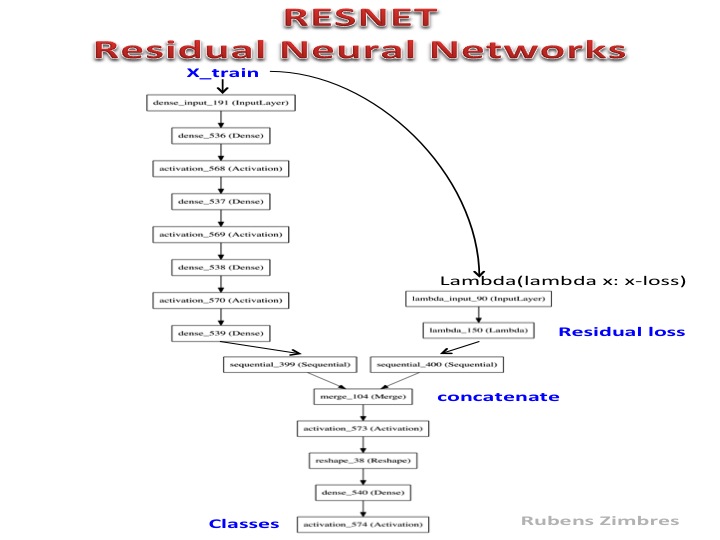 RESNET
Residual Neural Networks
X_train
dense_input_191 (InputLayer)
dense_536 (Dense)
activation_568 (Activation)
dense_537 (Dense)
activation_569 (Activation)
dense_538 (Dense)
activation_570 (Activation)
dense_539 (Dense)
Lambda(lambda x: x-loss)
lambda_input_90 (InputLayer)
lambda_150 (Lambda)
Residual loss
sequential_399 (Sequential)
sequential_400 (Sequential)
merge_104 (Merge)
concatenate
activation_573 (Activation)
reshape_38 (Reshape)
dense_540 (Dense)
Classes
activation_574 (Activation)
Rubens Zimbres